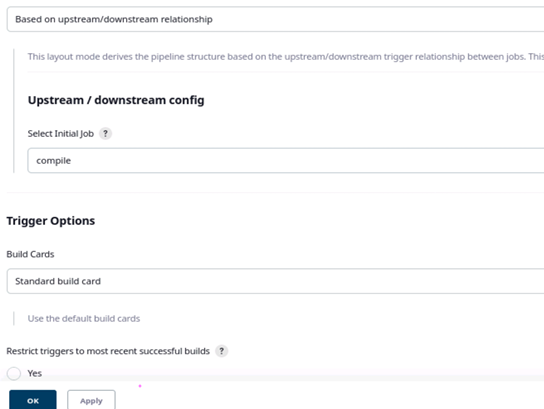 Based on upstream/downstream relationship
This layout mode derives the pipeline structure based on the upstream/downstream trigger relationship between jobs. This
Upstream / downstream config
Select Initial Job ?
compile
Trigger Options
Build Cards
Standard build card
Use the default build cards
Restrict triggers to most recent successful builds ?
Yes
OK Apply